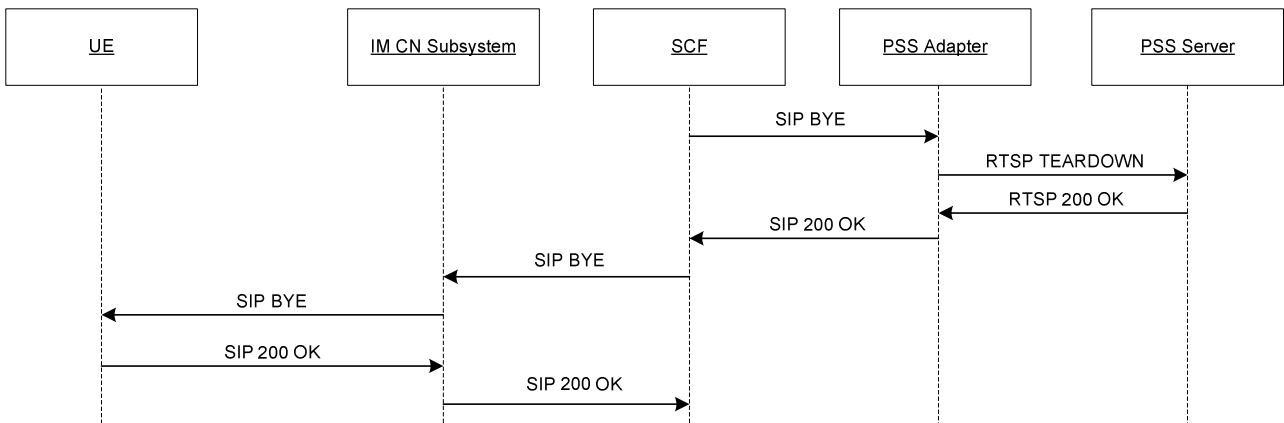 UE
IM CN Subsystem
SCF
PSS Adapter
PSS Server
SIP BYE
RTSP TEARDOWN
RTSP 200 OK
SIP 200 OK
SIP BYE
SIP BYE
SIP 200 OK
SIP 200 OK